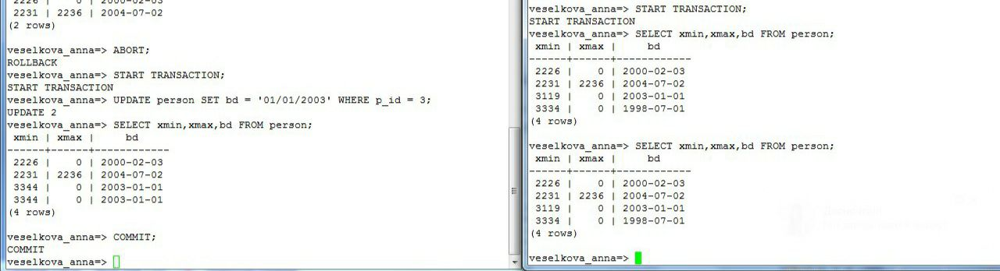 2226 | 0 | 2000-02-03
2231 | 2236 | 2004-07-02
(2 rows)
veselkova_anna=> ABORT;
ROLLBACK
veselkova_anna=> START TRANSACTION;
START TRANSACTION
veselkova_anna=> UPDATE person SET bd = '01/01/2003' WHERE p_id = 3;
UPDATE 2
veselkova_anna=> SELECT xmin,xmax,bd FROM person;
xmin | xmax | bd
------+------+------------
2226 | 0 | 2000-02-03
2231 | 2236 | 2004-07-02
3344 | 0 | 2003-01-01
3344 | 0 | 2003-01-01
(4 rows)
veselkova_anna=> COMMIT;
COMMIT
veselkova_anna=>
veselkova_anna=> START TRANSACTION;
START TRANSACTION
veselkova_anna=> SELECT xmin,xmax,bd FROM person;
xmin | xmax | bd
------+------+------------
2226 | 0 | 2000-02-03
2231 | 2236 | 2004-07-02
3119 | 0 | 2003-01-01
3334 | 0 | 1998-07-01
(4 rows)
veselkova_anna=> SELECT xmin,xmax,bd FROM person;
xmin | xmax | bd
------+------+------------
2226 | 0 | 2000-02-03
2231 | 2236 | 2004-07-02
3119 | 0 | 2003-01-01
3334 | 0 | 1998-07-01
(4 rows)
veselkova_anna=>